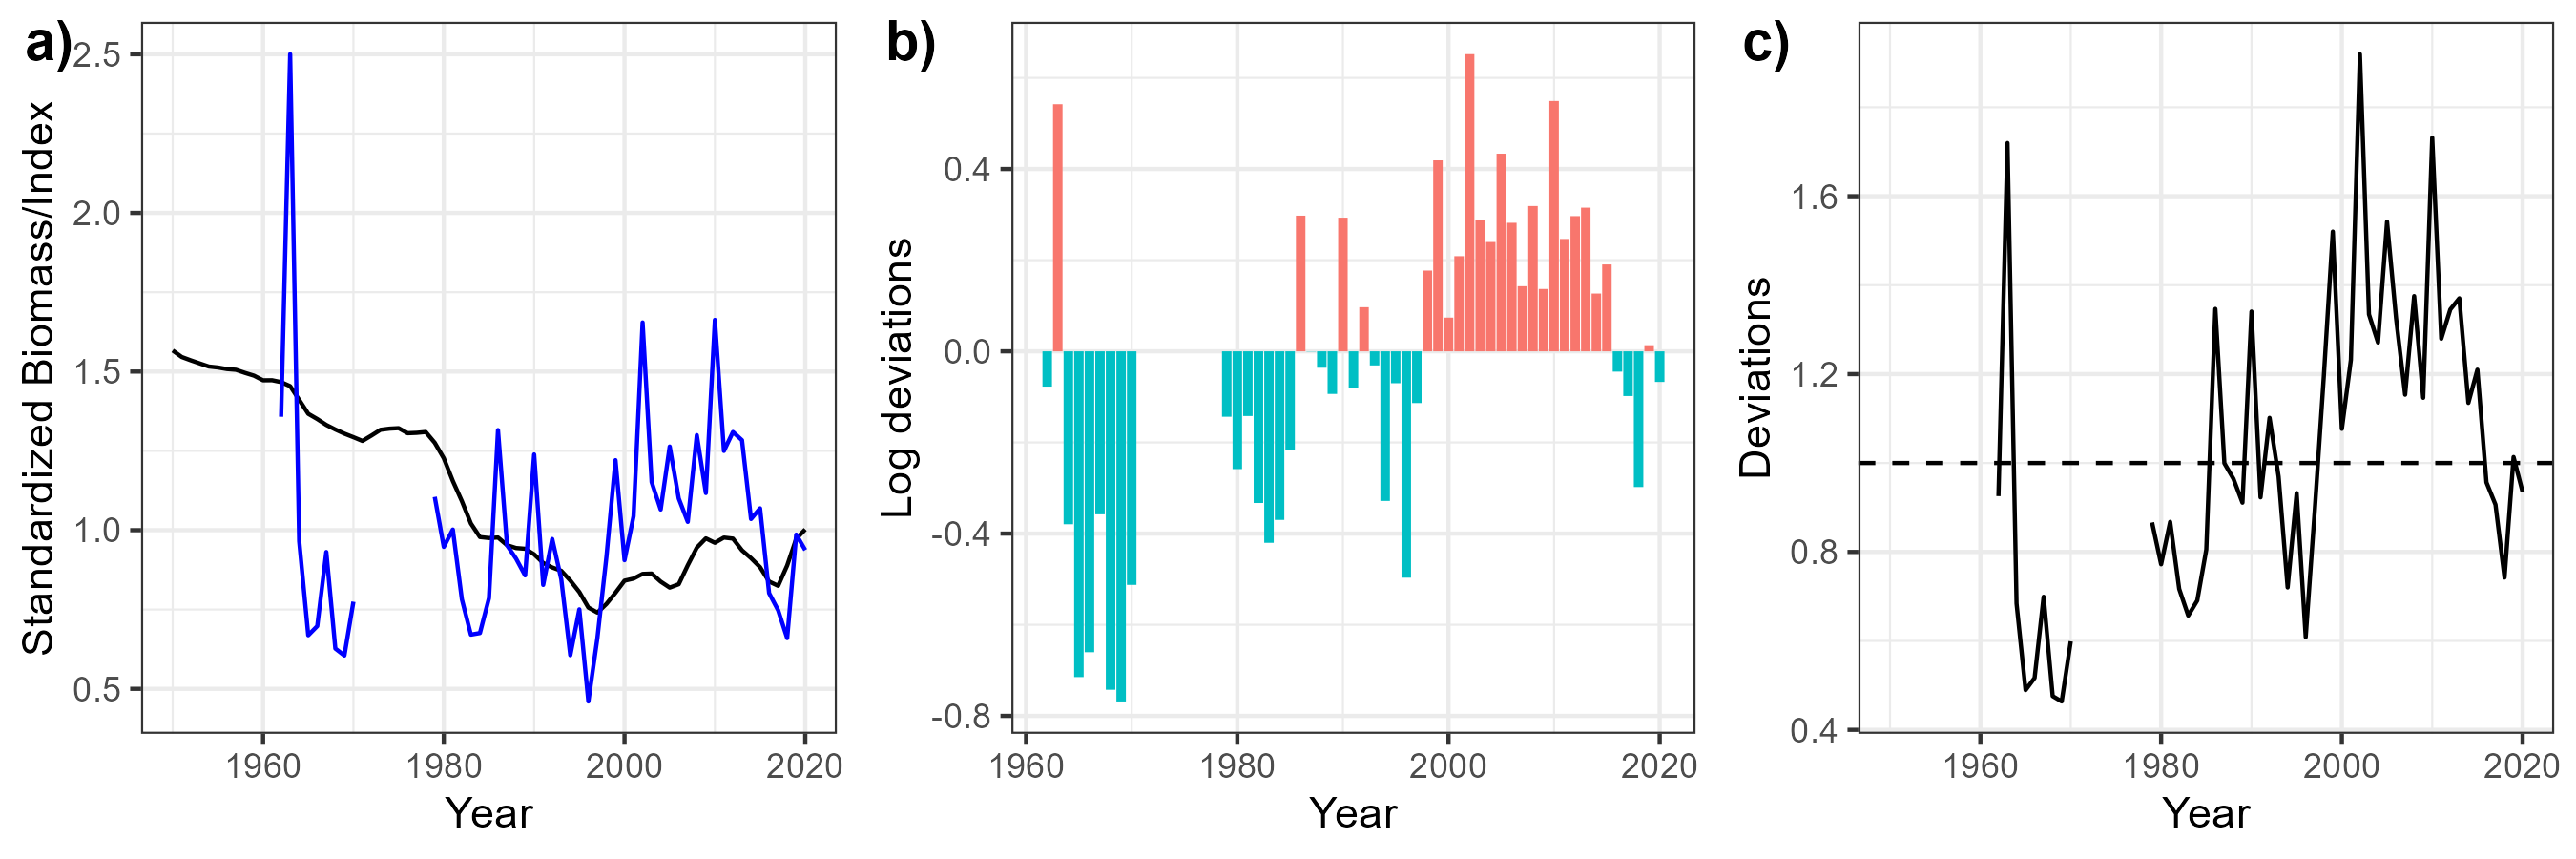 a)
Standardized Biomass/Index
2.5
2.0
1.5
1.0
0.5
1960 1980 2000 2020
Year
b)
Log deviations
0.4
0.0
-0.4
-0.8
1960 1980 2000 2020
Year
c)
Deviations
1.6
1.2
0.8
0.4
1960 1980 2000 2020
Year